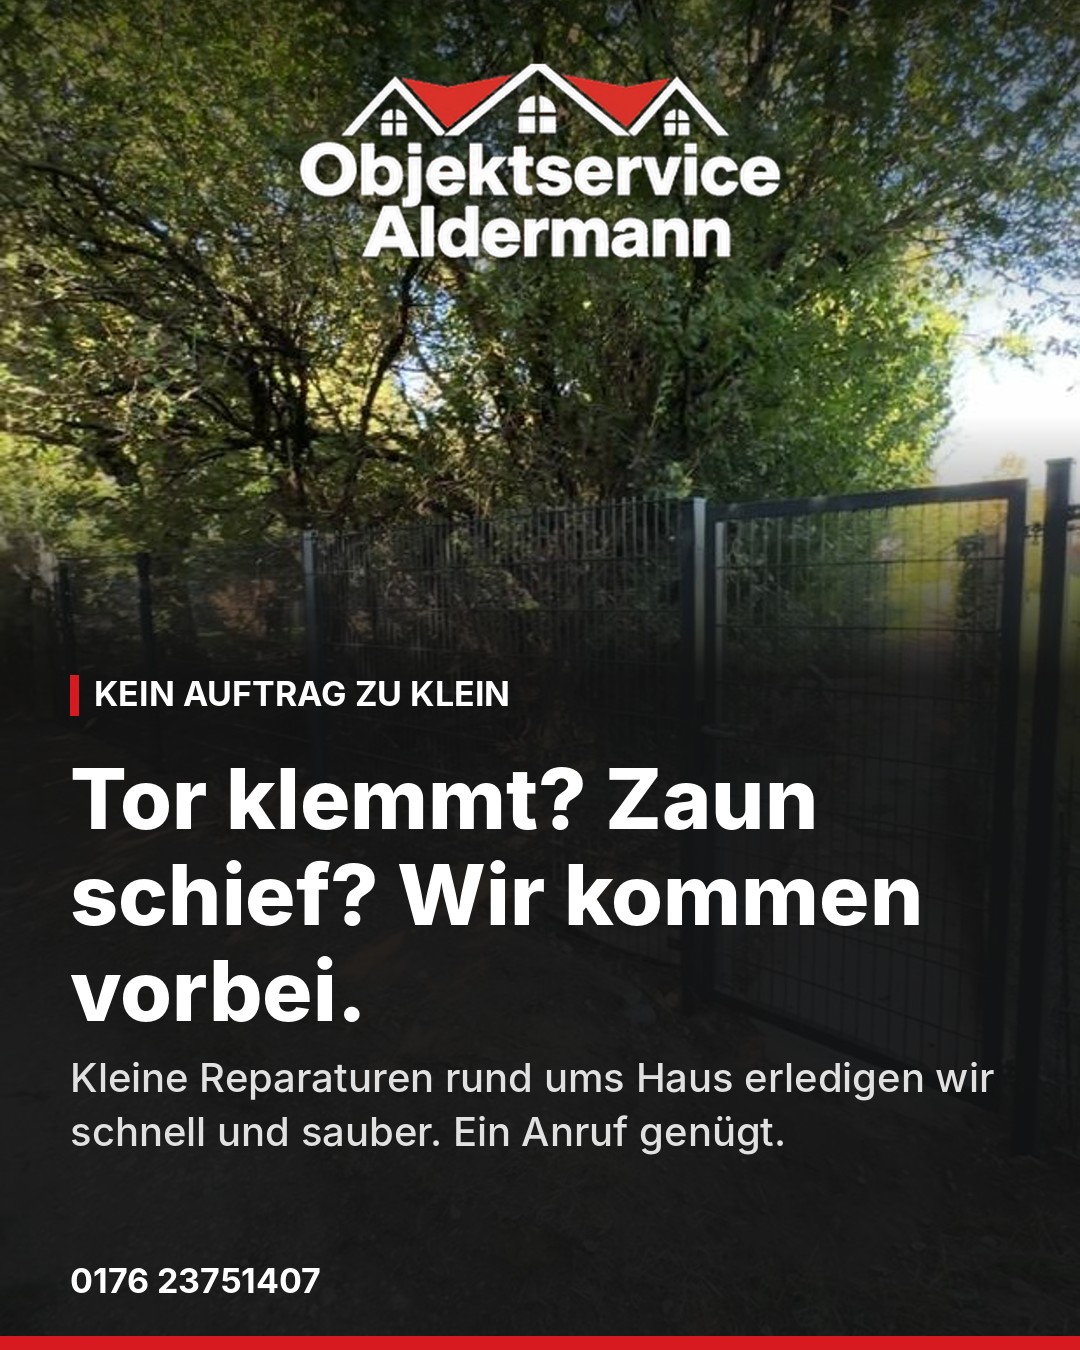 Objektservice
Aldermann
KEIN AUFTRAG ZU KLEIN
Tor klemmt? Zaun
schief? Wir kommen
vorbei.
Kleine Reparaturen rund ums Haus erledigen wir
schnell und sauber. Ein Anruf genügt.
0176 23751407